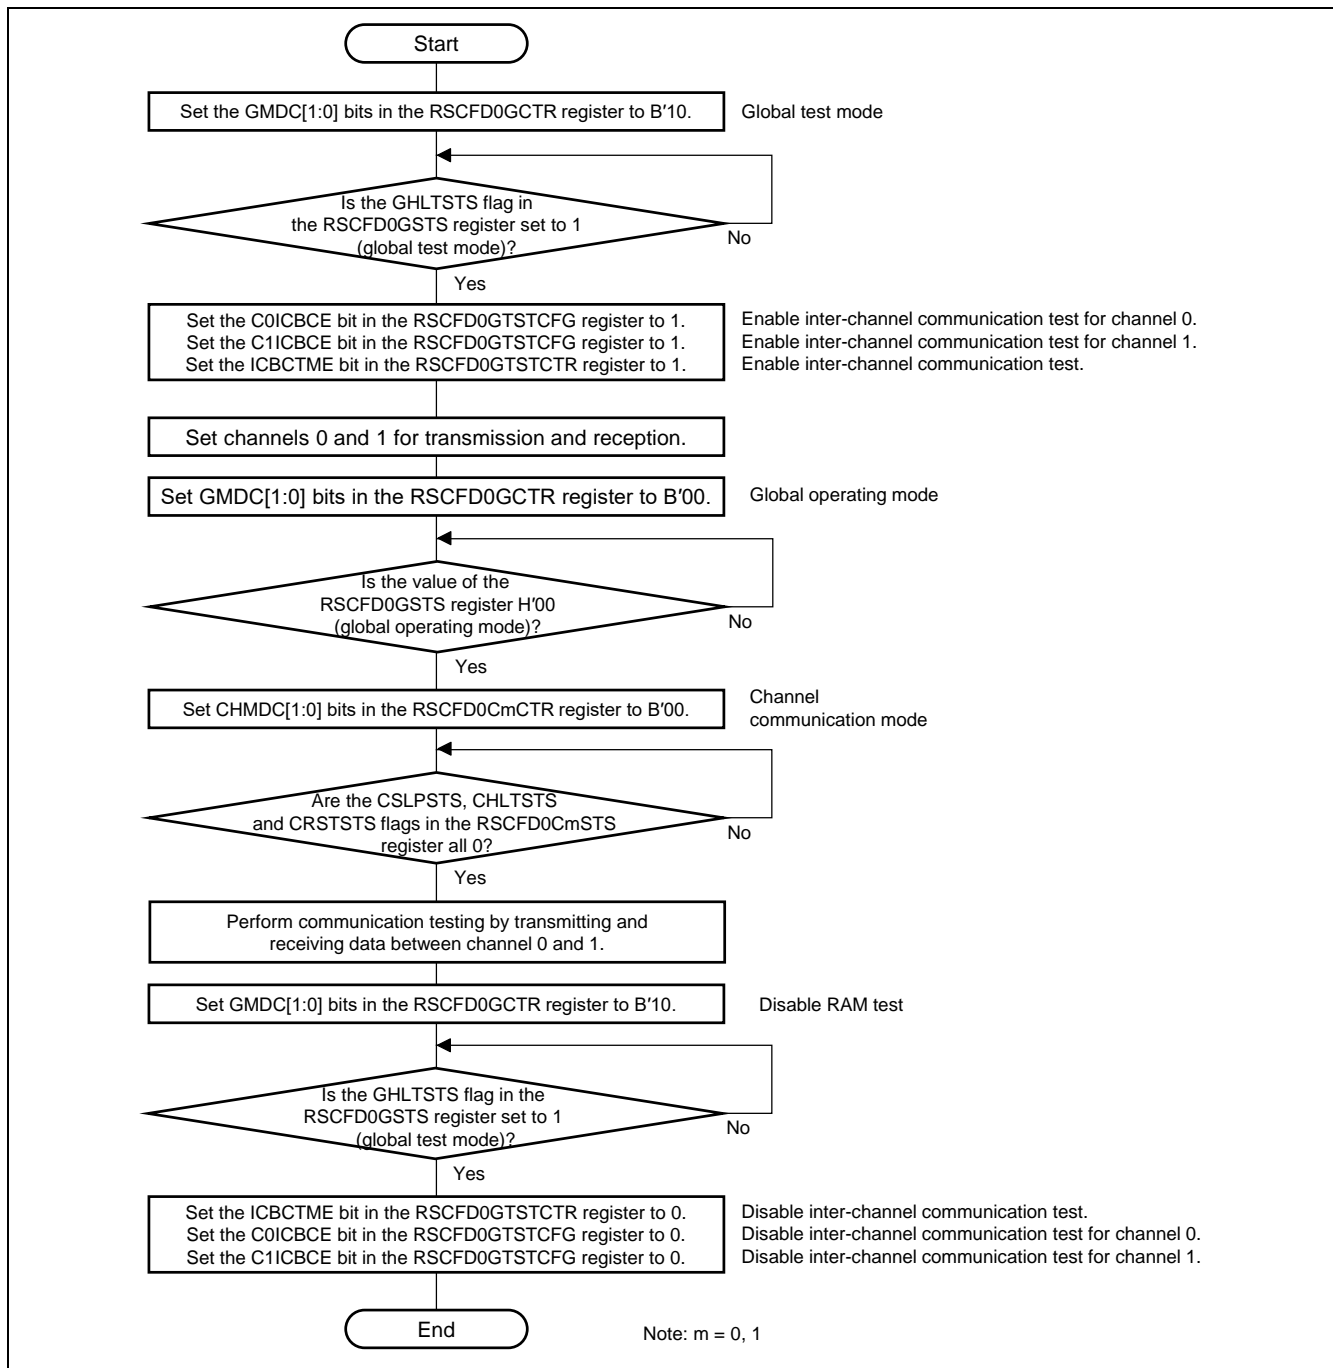 Start
Set the GMDC[1:0] bits in the RSCFD0GCTR register to B′10.
Global test mode
Is the GHLTSTS flag in
the RSCFD0GSTS register set to 1
(global test mode)?
No
Yes
Set the C0ICBCE bit in the RSCFD0GTSTCFG register to 1.
Enable inter-channel communication test for channel 0.
Set the C1ICBCE bit in the RSCFD0GTSTCFG register to 1.
Enable inter-channel communication test for channel 1.
Set the ICBCTME bit in the RSCFD0GTSTCTR register to 1.
Enable inter-channel communication test.
Set channels 0 and 1 for transmission and reception.
Set GMDC[1:0] bits in the RSCFD0GCTR register to B′00.
Global operating mode
Is the value of the
RSCFD0GSTS register H′00
(global operating mode)?
No
Yes
Set CHMDC[1:0] bits in the RSCFD0CmCTR register to B′00.
Channel
communication mode
Are the CSLPSTS, CHLTSTS
and CRSTSTS flags in the RSCFD0CmSTS
register all 0?
No
Yes
Perform communication testing by transmitting and
receiving data between channel 0 and 1.
Set GMDC[1:0] bits in the RSCFD0GCTR register to B′10.
Disable RAM test
Is the GHLTSTS flag in the
RSCFD0GSTS register set to 1
(global test mode)?
No
Yes
Set the ICBCTME bit in the RSCFD0GTSTCTR register to 0.
Disable inter-channel communication test.
Set the C0ICBCE bit in the RSCFD0GTSTCFG register to 0.
Disable inter-channel communication test for channel 0.
Set the C1ICBCE bit in the RSCFD0GTSTCFG register to 0.
Disable inter-channel communication test for channel 1.
End
Note: m = 0, 1